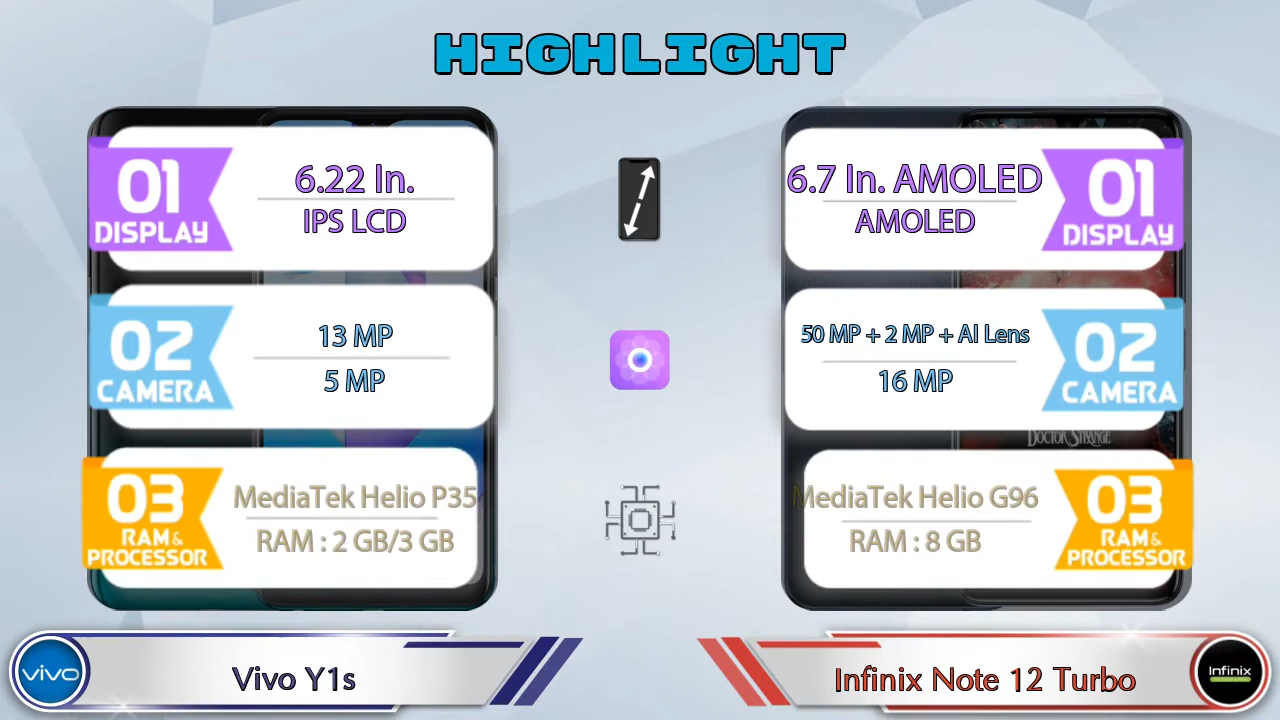 HIGHLIGHT
01
DISPLAY
6.22 In.
IPS LCD
6.7 In. AMOLED
AMOLED
01
DISPLAY
02
CAMERA
13 MP
5 MP
50 MP + 2 MP + AI Lens
16 MP
02
CAMERA
DOCTOR STRANGE
03
RAM &
PROCESSOR
MediaTek Helio P35
RAM : 2 GB/3 GB
MediaTek Helio G96
RAM : 8 GB
03
RAM &
PROCESSOR
vivo
Vivo Y1s
Infinix Note 12 Turbo
Infinix